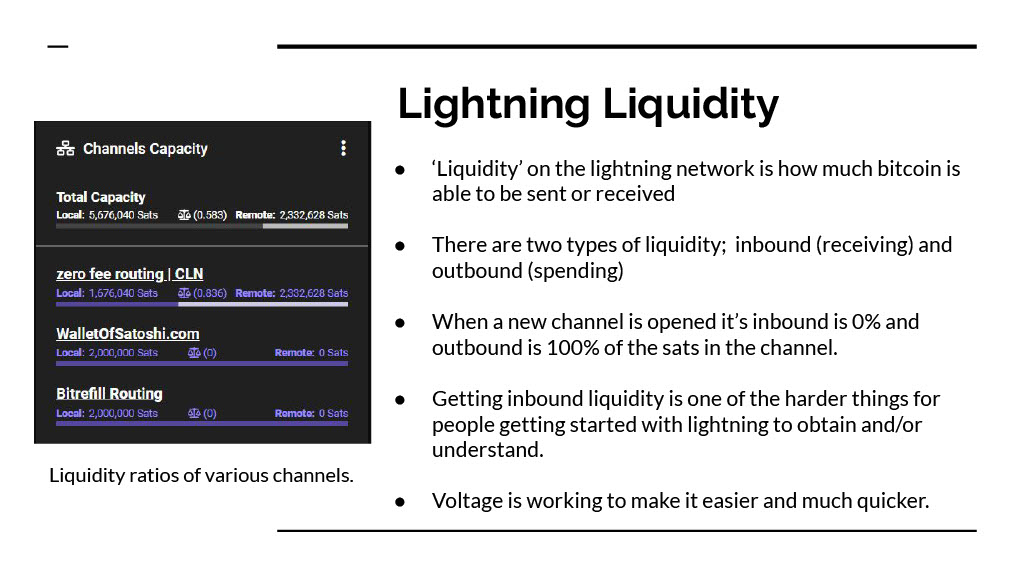 Lightning Liquidity
Channels Capacity
Total Capacity
Local: 5,676,040 Sats (0.583) Remote: 2,332,628 Sats
zero fee routing | CLN
Local: 1,676,040 Sats (0.836) Remote: 2,332,628 Sats
WalletOfSatoshi.com
Local: 2,000,000 Sats (0) Remote: 0 Sats
Bitrefill Routing
Local: 2,000,000 Sats (0) Remote: 0 Sats
Liquidity ratios of various channels.
● ‘Liquidity’ on the lightning network is how much bitcoin is
able to be sent or received
● There are two types of liquidity; inbound (receiving) and
outbound (spending)
● When a new channel is opened it’s inbound is 0% and
outbound is 100% of the sats in the channel.
● Getting inbound liquidity is one of the harder things for
people getting started with lightning to obtain and/or
understand.
● Voltage is working to make it easier and much quicker.